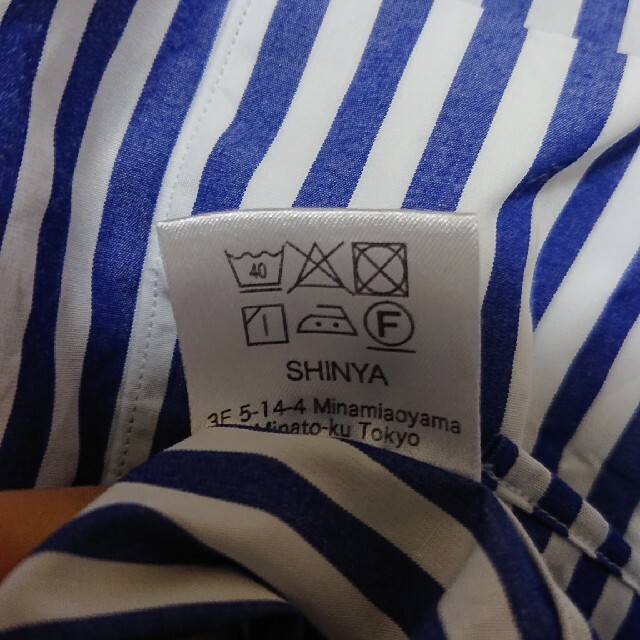 40
F
SHINYA
3F 5-14-4 Minamiaoyama
Minato-ku Tokyo